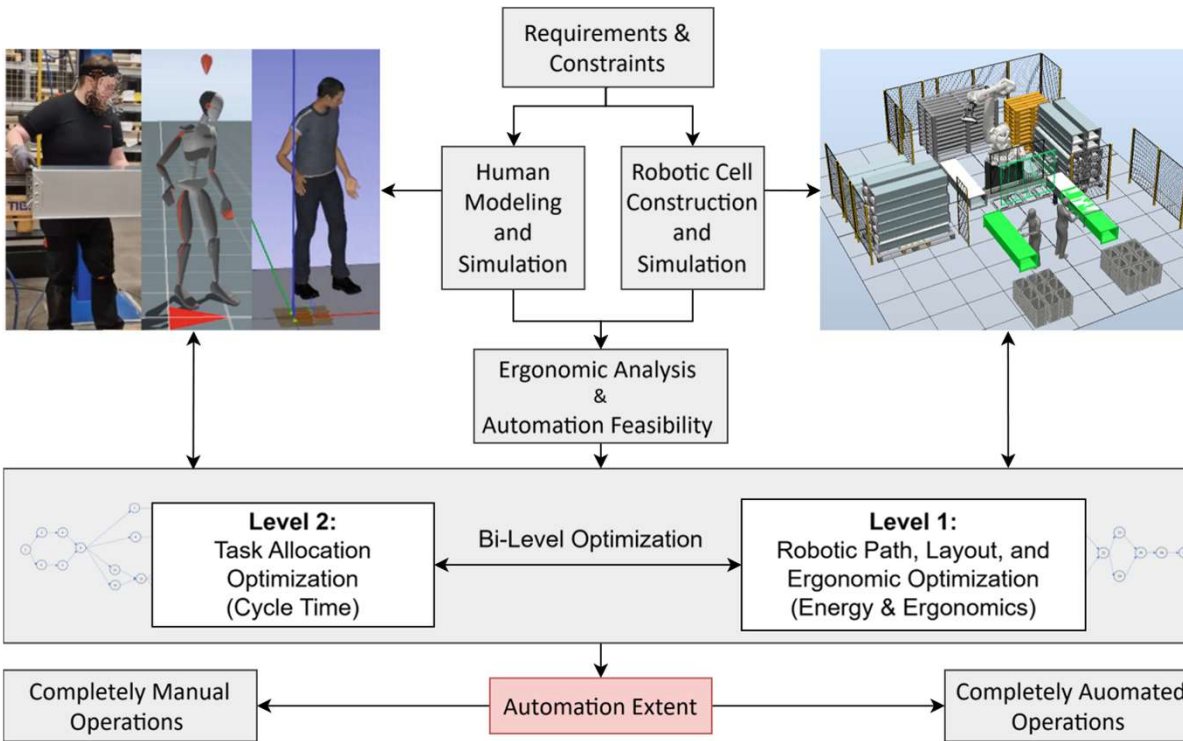 Requirements &
Constraints
Human
Modeling
and
Simulation
Robotic Cell
Construction
and
Simulation
Ergonomic Analysis
&
Automation Feasibility
Level 2:
Task Allocation
Optimization
(Cycle Time)
Bi-Level Optimization
Level 1:
Robotic Path, Layout, and
Ergonomic Optimization
(Energy & Ergonomics)
Completely Manual
Operations
Automation Extent
Completely Auomated
Operations